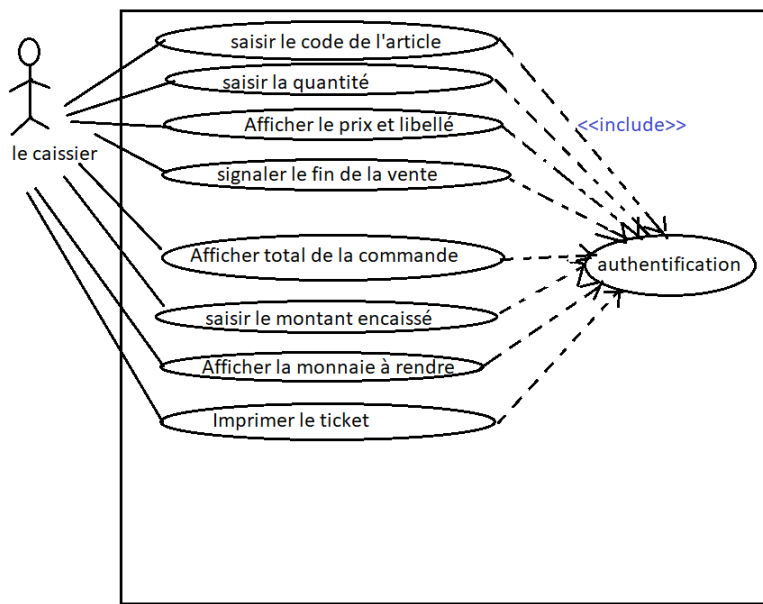 saisir le code de l'article
saisir la quantité
Afficher le prix et libellé
<<include>>
le caissier
signaler le fin de la vente
Afficher total de la commande
authentification
saisir le montant encaissé
Afficher la monnaie à rendre
Imprimer le ticket